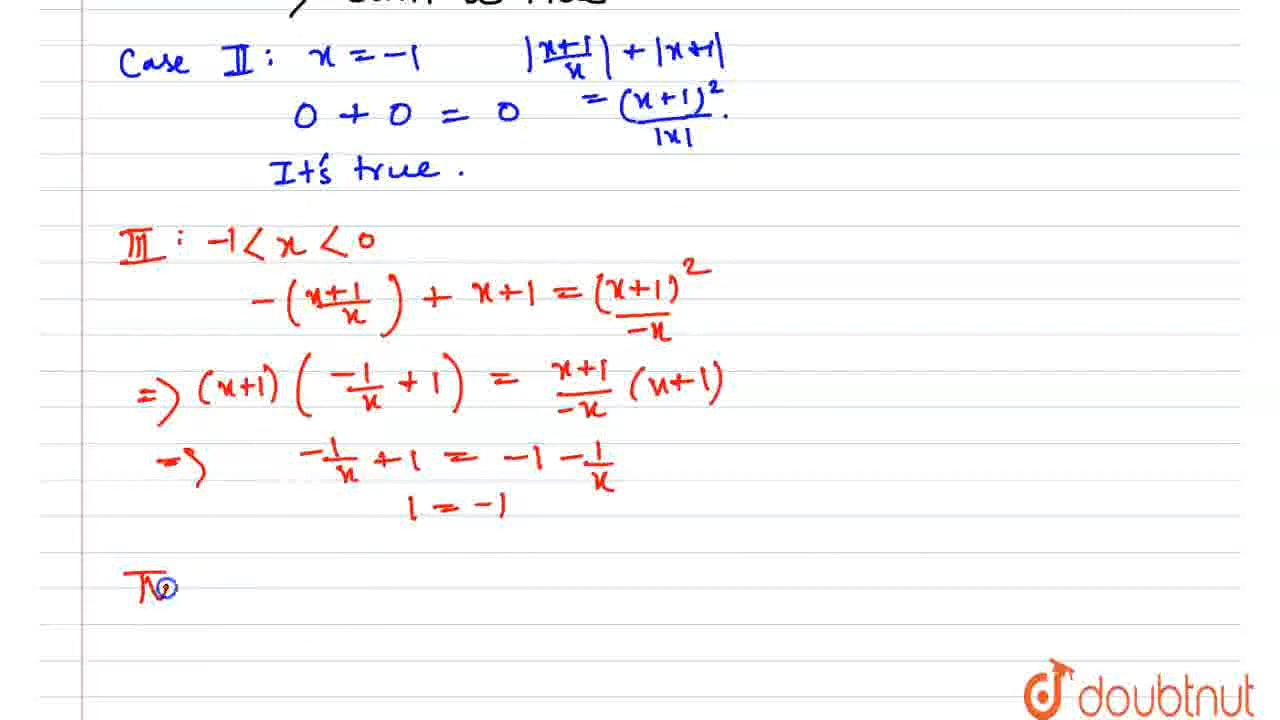 Case II: x = -1 |x+1/x| + |x+1|
0 + 0 = 0 = (x+1)²/|x|.
It's true.
III: -1 < x < 0
-(x+1/x) + x+1 = (x+1)²/-x
=> (x+1) (-1/x + 1) = x+1/-x (x+1)
=> -1/x + 1 = -1 - 1/x
1 = -1
doubtnut